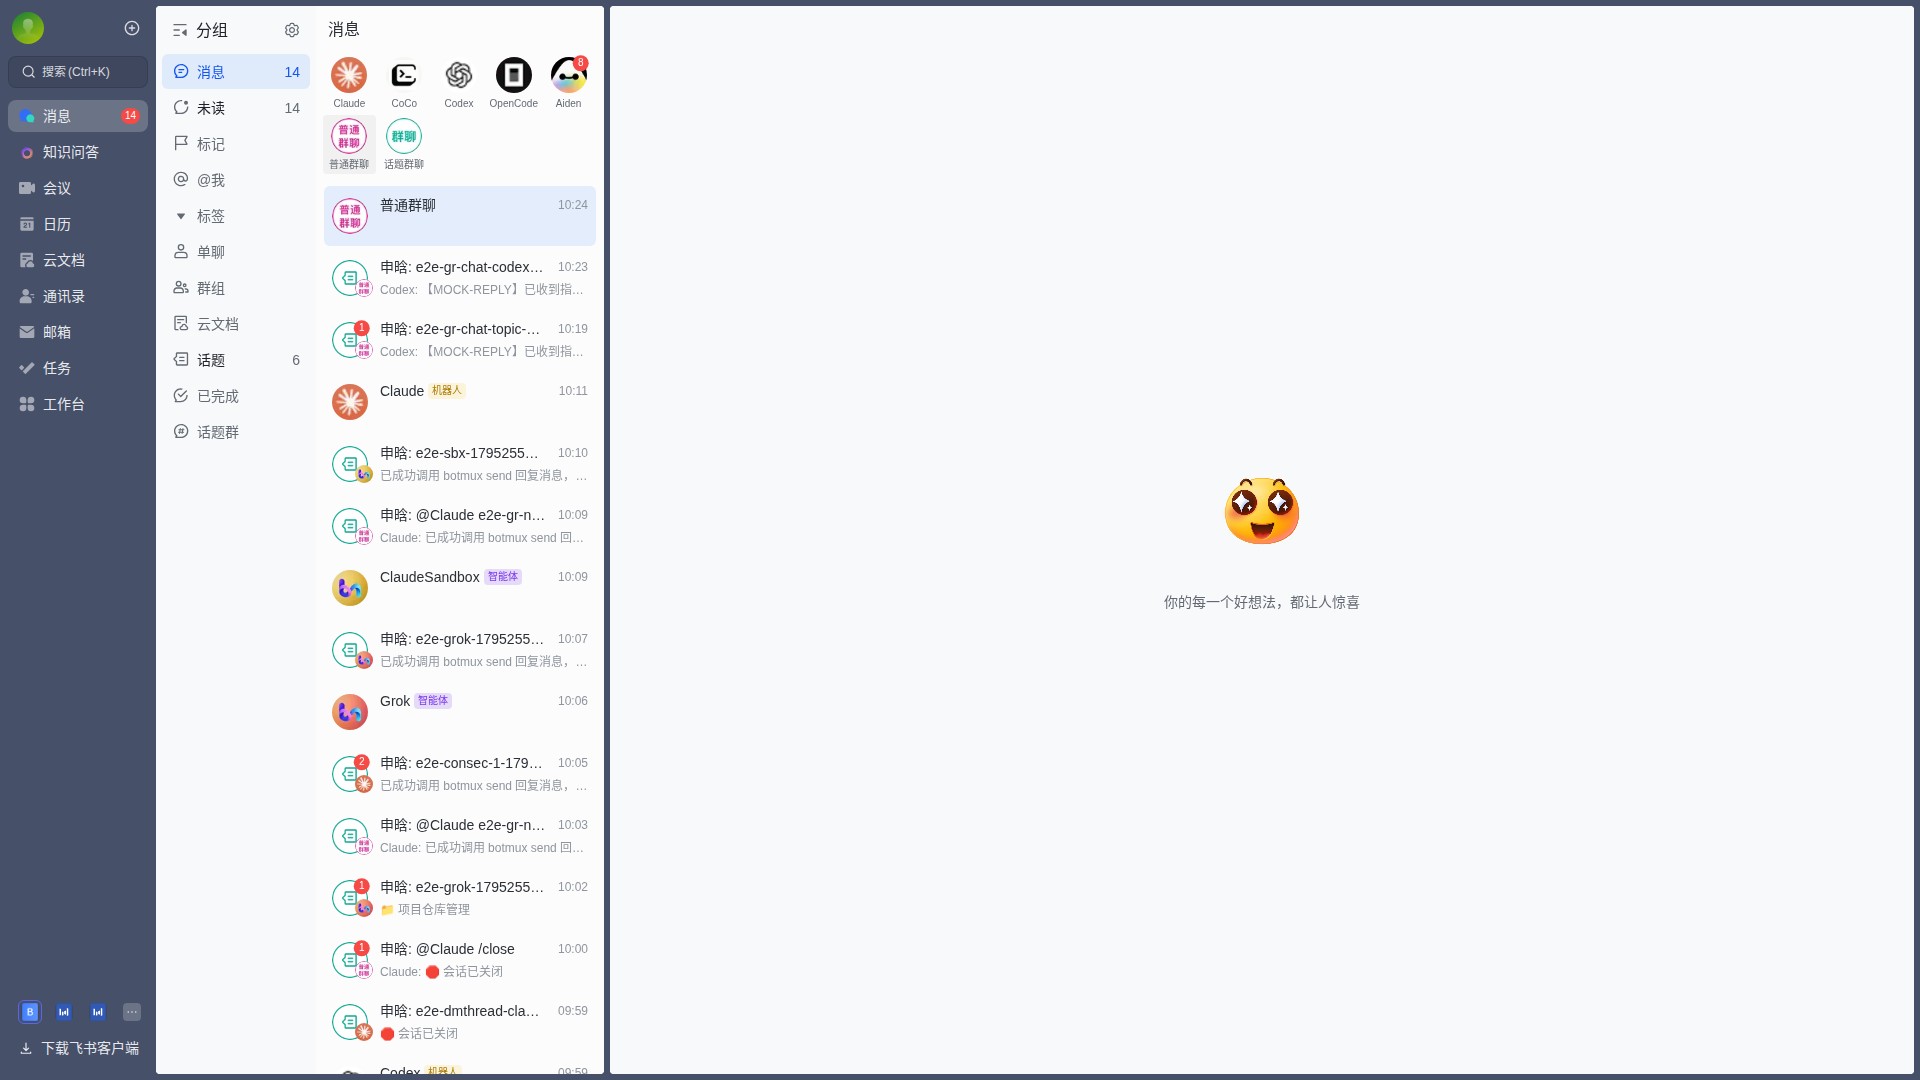 搜索 (Ctrl+K)
消息
14
知识问答
会议
日历
云文档
通讯录
邮箱
任务
工作台
B
下载飞书客户端
分组
消息 14
未读 14
标记
@我
标签
单聊
群组
云文档
话题 6
已完成
话题群
消息
8
Claude
CoCo
Codex
OpenCode
Aiden
普通
群聊
普通群聊
群聊
话题群聊
普通
群聊
普通群聊 10:24
申晗: e2e-gr-chat-codex… 10:23
Codex: 【MOCK-REPLY】已收到指…
1
申晗: e2e-gr-chat-topic-… 10:19
Codex: 【MOCK-REPLY】已收到指…
Claude 机器人 10:11
申晗: e2e-sbx-1795255… 10:10
已成功调用 botmux send 回复消息，…
申晗: @Claude e2e-gr-n… 10:09
Claude: 已成功调用 botmux send 回…
ClaudeSandbox 智能体 10:09
申晗: e2e-grok-1795255… 10:07
已成功调用 botmux send 回复消息，…
Grok 智能体 10:06
2
申晗: e2e-consec-1-179… 10:05
已成功调用 botmux send 回复消息，…
申晗: @Claude e2e-gr-n… 10:03
Claude: 已成功调用 botmux send 回…
1
申晗: e2e-grok-1795255… 10:02
📁 项目仓库管理
1
申晗: @Claude /close 10:00
Claude: 🛑 会话已关闭
申晗: e2e-dmthread-cla… 09:59
🛑 会话已关闭
Codex 机器人 09:59
你的每一个好想法，都让人惊喜